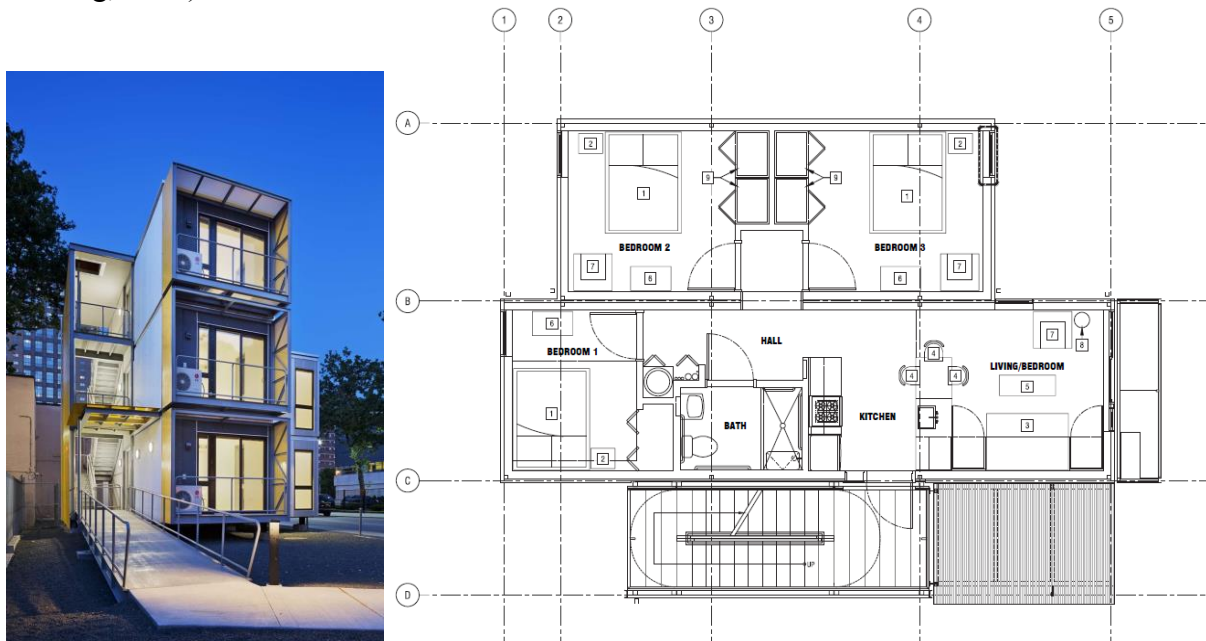 1 2 3 4 5
A
2 2
9 9
1 1
BEDROOM 2 BEDROOM 3
7 6 6 7
B
6 7
8
HALL
BEDROOM 1
4
LIVING/BEDROOM
4 4
5
1
3
KITCHEN
BATH
2
C
UP
D